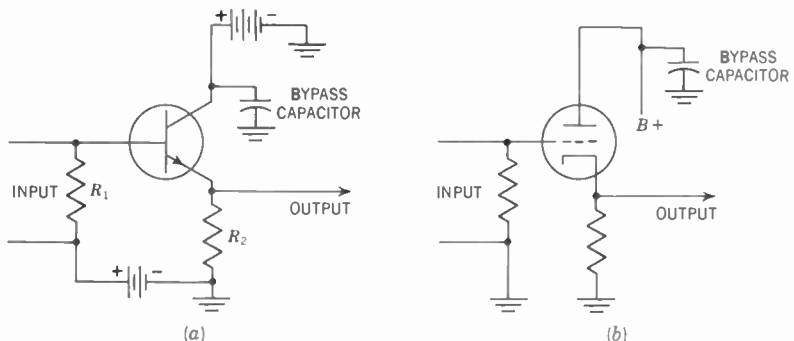 + -
BYPASS
CAPACITOR
INPUT
R₁
OUTPUT
R₂
+ -
(a)
BYPASS
CAPACITOR
B+
INPUT
OUTPUT
(b)